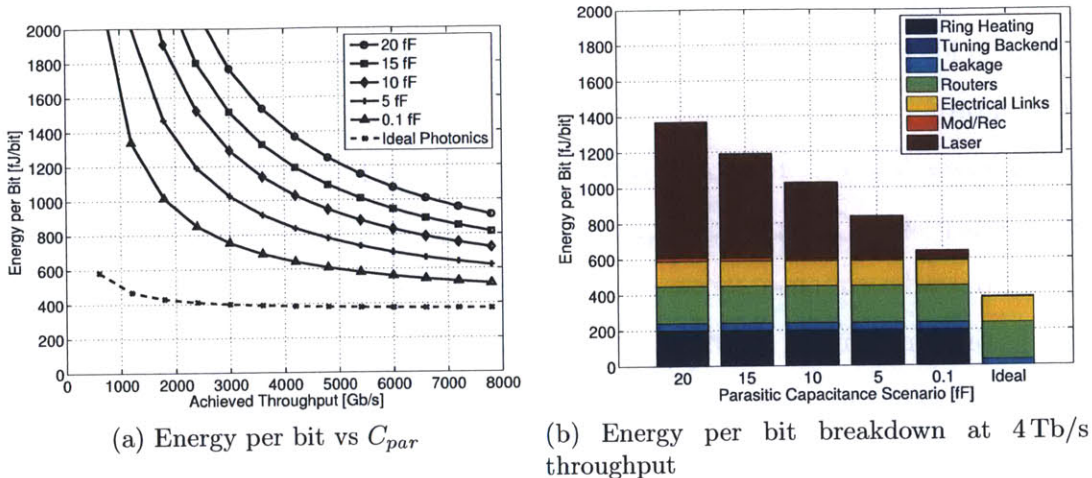 2000
1800
1600
1400
1200
1000
800
600
400
200
0
Energy per Bit [fJ/bit]
20 fF
15 fF
10 fF
5 fF
0.1 fF
Ideal Photonics
0 1000 2000 3000 4000 5000 6000 7000 8000
Achieved Throughput [Gb/s]
(a) Energy per bit vs C_{par}
2000
1800
1600
1400
1200
1000
800
600
400
200
0
Energy per Bit [fJ/bit]
Ring Heating
Tuning Backend
Leakage
Routers
Electrical Links
Mod/Rec
Laser
20 15 10 5 0.1 Ideal
Parasitic Capacitance Scenario [fF]
(b) Energy per bit breakdown at 4 Tb/s
throughput